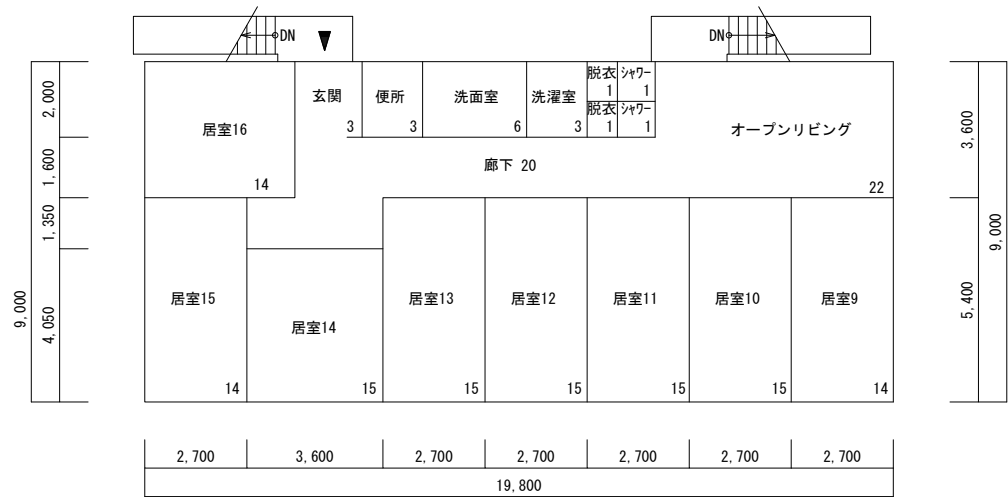 DN
DN
2,000
1,600
1,350
4,050
9,000
居室16
14
玄関
3
便所
3
洗面室
6
洗濯室
3
脱衣
1
シャワー
1
脱衣
1
シャワー
1
オープンリビング
22
廊下 20
3,600
5,400
9,000
居室15
14
居室14
15
居室13
15
居室12
15
居室11
15
居室10
15
居室9
14
2,700
3,600
2,700
2,700
2,700
2,700
2,700
19,800